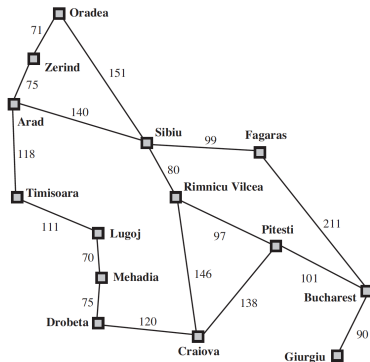 Oradea
71
Zerind
75
151
Arad
140
Sibiu
99
Fagaras
118
80
Rimnicu Vilcea
Timisoara
111
Lugoj
97
Pitesti
211
70
Mehadia
146
101
75
138
Bucharest
Drobeta
120
90
Craiova
Giurgiu